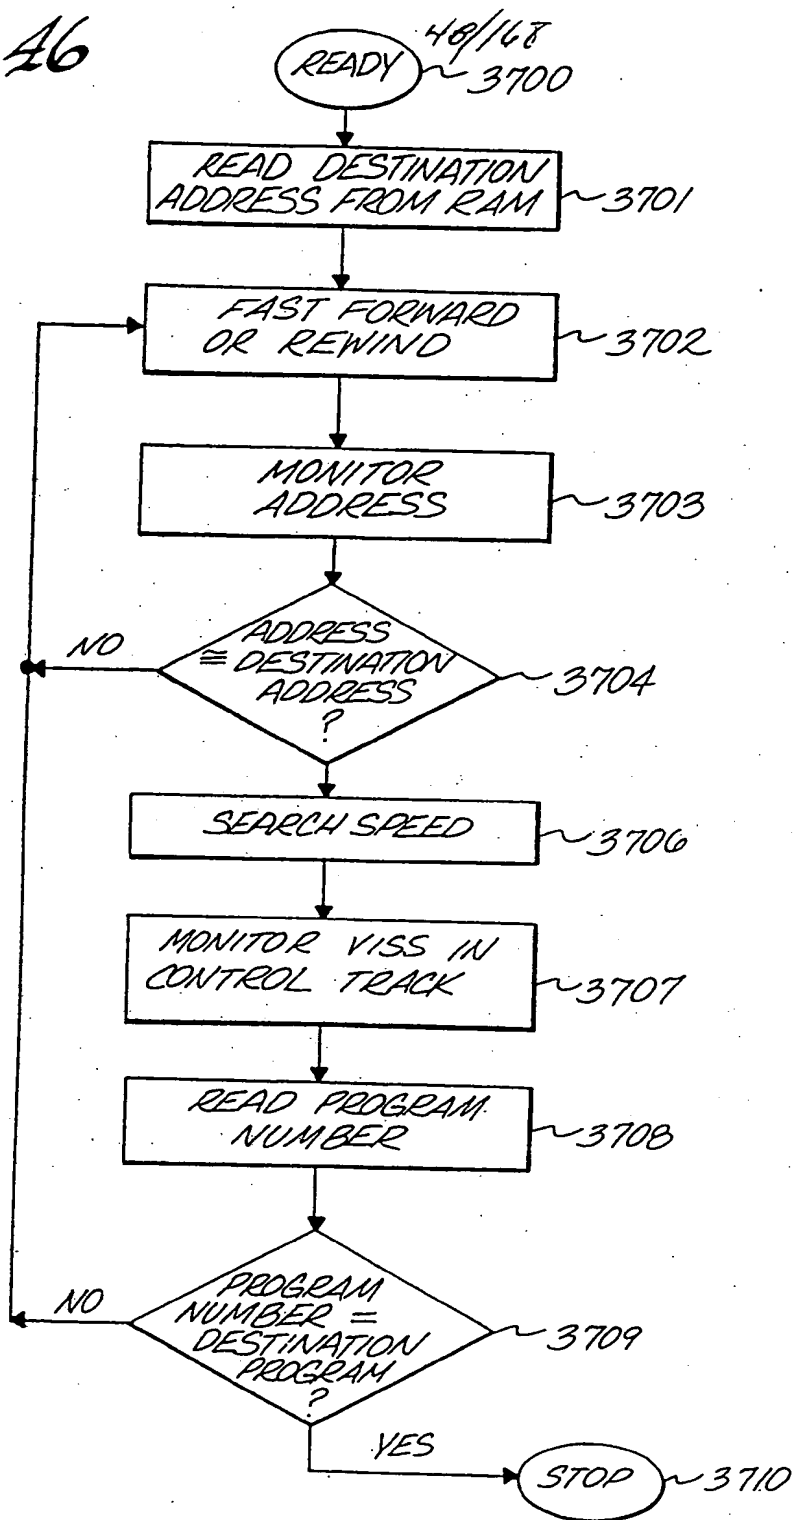 46
48/168
READY
3700
READ DESTINATION
ADDRESS FROM RAM
3701
FAST FORWARD
OR REWIND
3702
MONITOR
ADDRESS
3703
ADDRESS
≅ DESTINATION
ADDRESS
?
NO
3704
SEARCH SPEED
3706
MONITOR VISS IN
CONTROL TRACK
3707
READ PROGRAM
NUMBER
3708
PROGRAM
NUMBER =
DESTINATION
PROGRAM
?
NO
3709
YES
STOP
3710